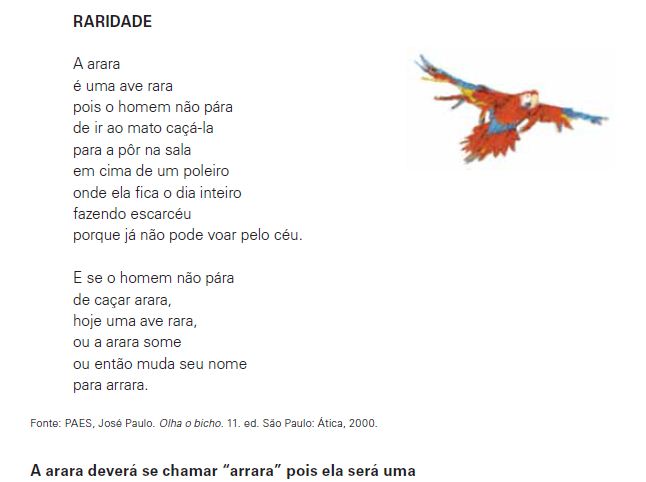 RARIDADE
A arara
é uma ave rara
pois o homem não pára
de ir ao mato caçá-la
para a pôr na sala
em cima de um poleiro
onde ela fica o dia inteiro
fazendo escarcéu
porque já não pode voar pelo céu.
E se o homem não pára
de caçar arara,
hoje uma ave rara,
ou a arara some
ou então muda seu nome
para arrara.
Fonte: PAES, José Paulo. Olha o bicho. 11. ed. São Paulo: Ática, 2000.
A arara deverá se chamar “arrara” pois ela será uma